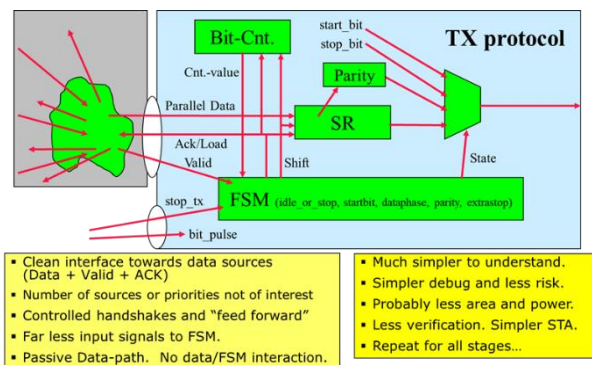 start_bit
stop_bit
TX protocol
Bit-Cnt.
Cnt.-value
Parity
Parallel Data
SR
Ack/Load
Valid
Shift
State
FSM (idle_or_stop, startbit, dataphase, parity, extrastop)
stop_tx
bit_pulse
▪ Clean interface towards data sources
(Data + Valid + ACK)
▪ Number of sources or priorities not of interest
▪ Controlled handshakes and “feed forward”
▪ Far less input signals to FSM.
▪ Passive Data-path. No data/FSM interaction.
▪ Much simpler to understand.
▪ Simpler debug and less risk.
▪ Probably less area and power.
▪ Less verification. Simpler STA.
▪ Repeat for all stages…